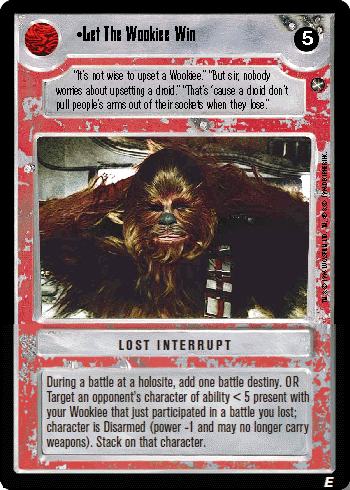 •Let The Wookiee Win
5
"It's not wise to upset a Wookiee." "But sir, nobody
worries about upsetting a droid." "That's 'cause a droid don't
pull people's arms out of their sockets when they lose."
LOST INTERRUPT
During a battle at a holosite, add one battle destiny. OR
Target an opponent's character of ability < 5 present with
your Wookiee that just participated in a battle you lost;
character is Disarmed (power -1 and may no longer carry
weapons). Stack on that character.
E